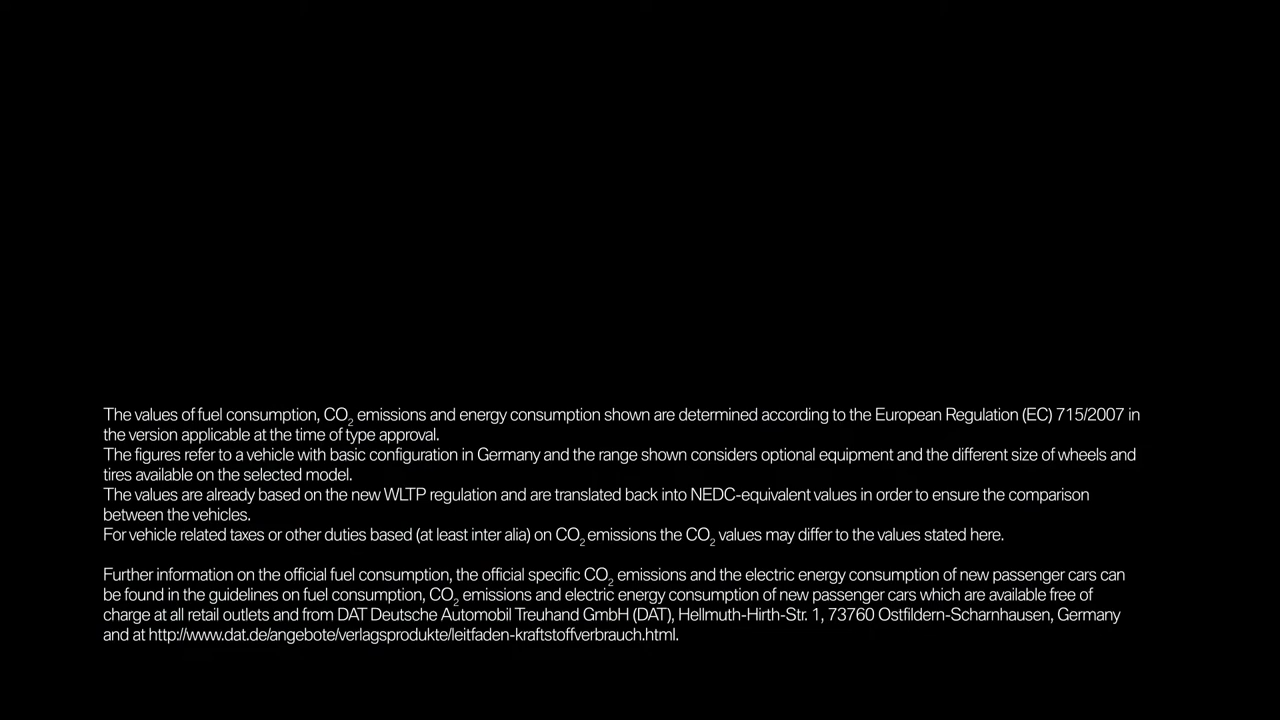 The values of fuel consumption, CO₂ emissions and energy consumption shown are determined according to the European Regulation (EC) 715/2007 in
the version applicable at the time of type approval.
The figures refer to a vehicle with basic configuration in Germany and the range shown considers optional equipment and the different size of wheels and
tires available on the selected model.
The values are already based on the new WLTP regulation and are translated back into NEDC-equivalent values in order to ensure the comparison
between the vehicles.
For vehicle related taxes or other duties based (at least inter alia) on CO₂ emissions the CO₂ values may differ to the values stated here.
Further information on the official fuel consumption, the official specific CO₂ emissions and the electric energy consumption of new passenger cars can
be found in the guidelines on fuel consumption, CO₂ emissions and electric energy consumption of new passenger cars which are available free of
charge at all retail outlets and from DAT Deutsche Automobil Treuhand GmbH (DAT), Hellmuth-Hirth-Str. 1, 73760 Ostfildern-Scharnhausen, Germany
and at http://www.dat.de/angebote/verlagsprodukte/leitfaden-kraftstoffverbrauch.html.